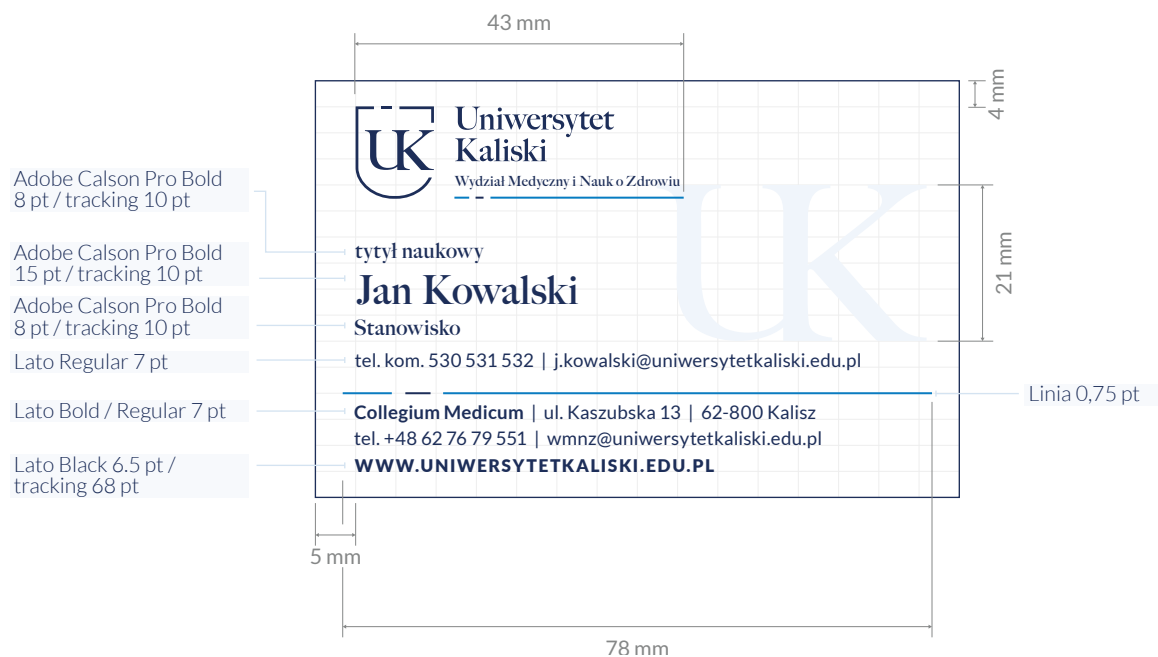 43 mm
4 mm
UK
Uniwersytet
Kaliski
Wydział Medyczny i Nauk o Zdrowiu
UK
21 mm
Adobe Calson Pro Bold
8 pt / tracking 10 pt
tytył naukowy
Adobe Calson Pro Bold
15 pt / tracking 10 pt
Jan Kowalski
Adobe Calson Pro Bold
8 pt / tracking 10 pt
Stanowisko
Lato Regular 7 pt
tel. kom. 530 531 532 | j.kowalski@uniwersytetkaliski.edu.pl
Linia 0,75 pt
Lato Bold / Regular 7 pt
Collegium Medicum | ul. Kaszubska 13 | 62-800 Kalisz
tel. +48 62 76 79 551 | wmnz@uniwersytetkaliski.edu.pl
Lato Black 6.5 pt /
tracking 68 pt
WWW.UNIWERSYTETKALISKI.EDU.PL
5 mm
78 mm